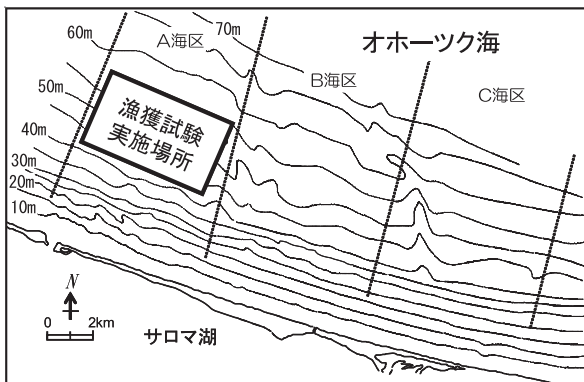 60m
A海区
70m
オホーツク海
B海区
C海区
50m
漁獲試験
実施場所
40m
30m
20m
10m
N
0 2km
サロマ湖